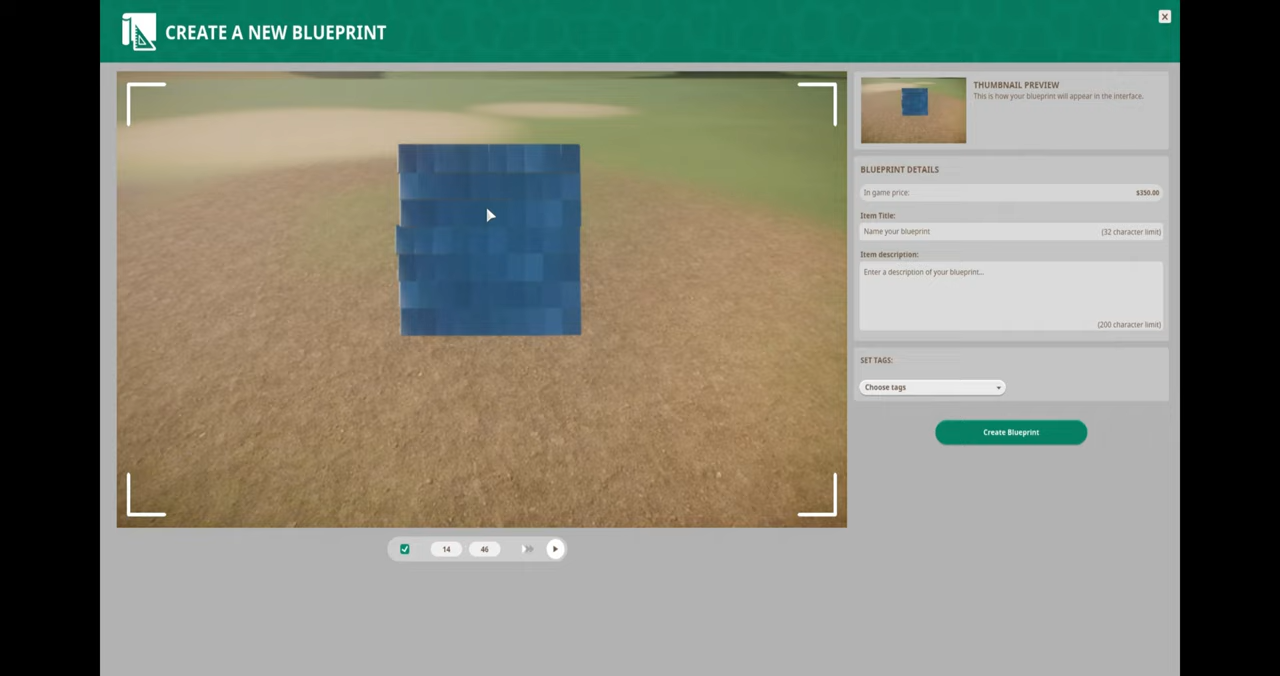 CREATE A NEW BLUEPRINT
THUMBNAIL PREVIEW
This is how your blueprint will appear in the interface.
BLUEPRINT DETAILS
In game price: $350.00
Item Title:
Name your blueprint (32 character limit)
Item description:
Enter a description of your blueprint...
(200 character limit)
SET TAGS:
Choose tags
Create Blueprint
14 46